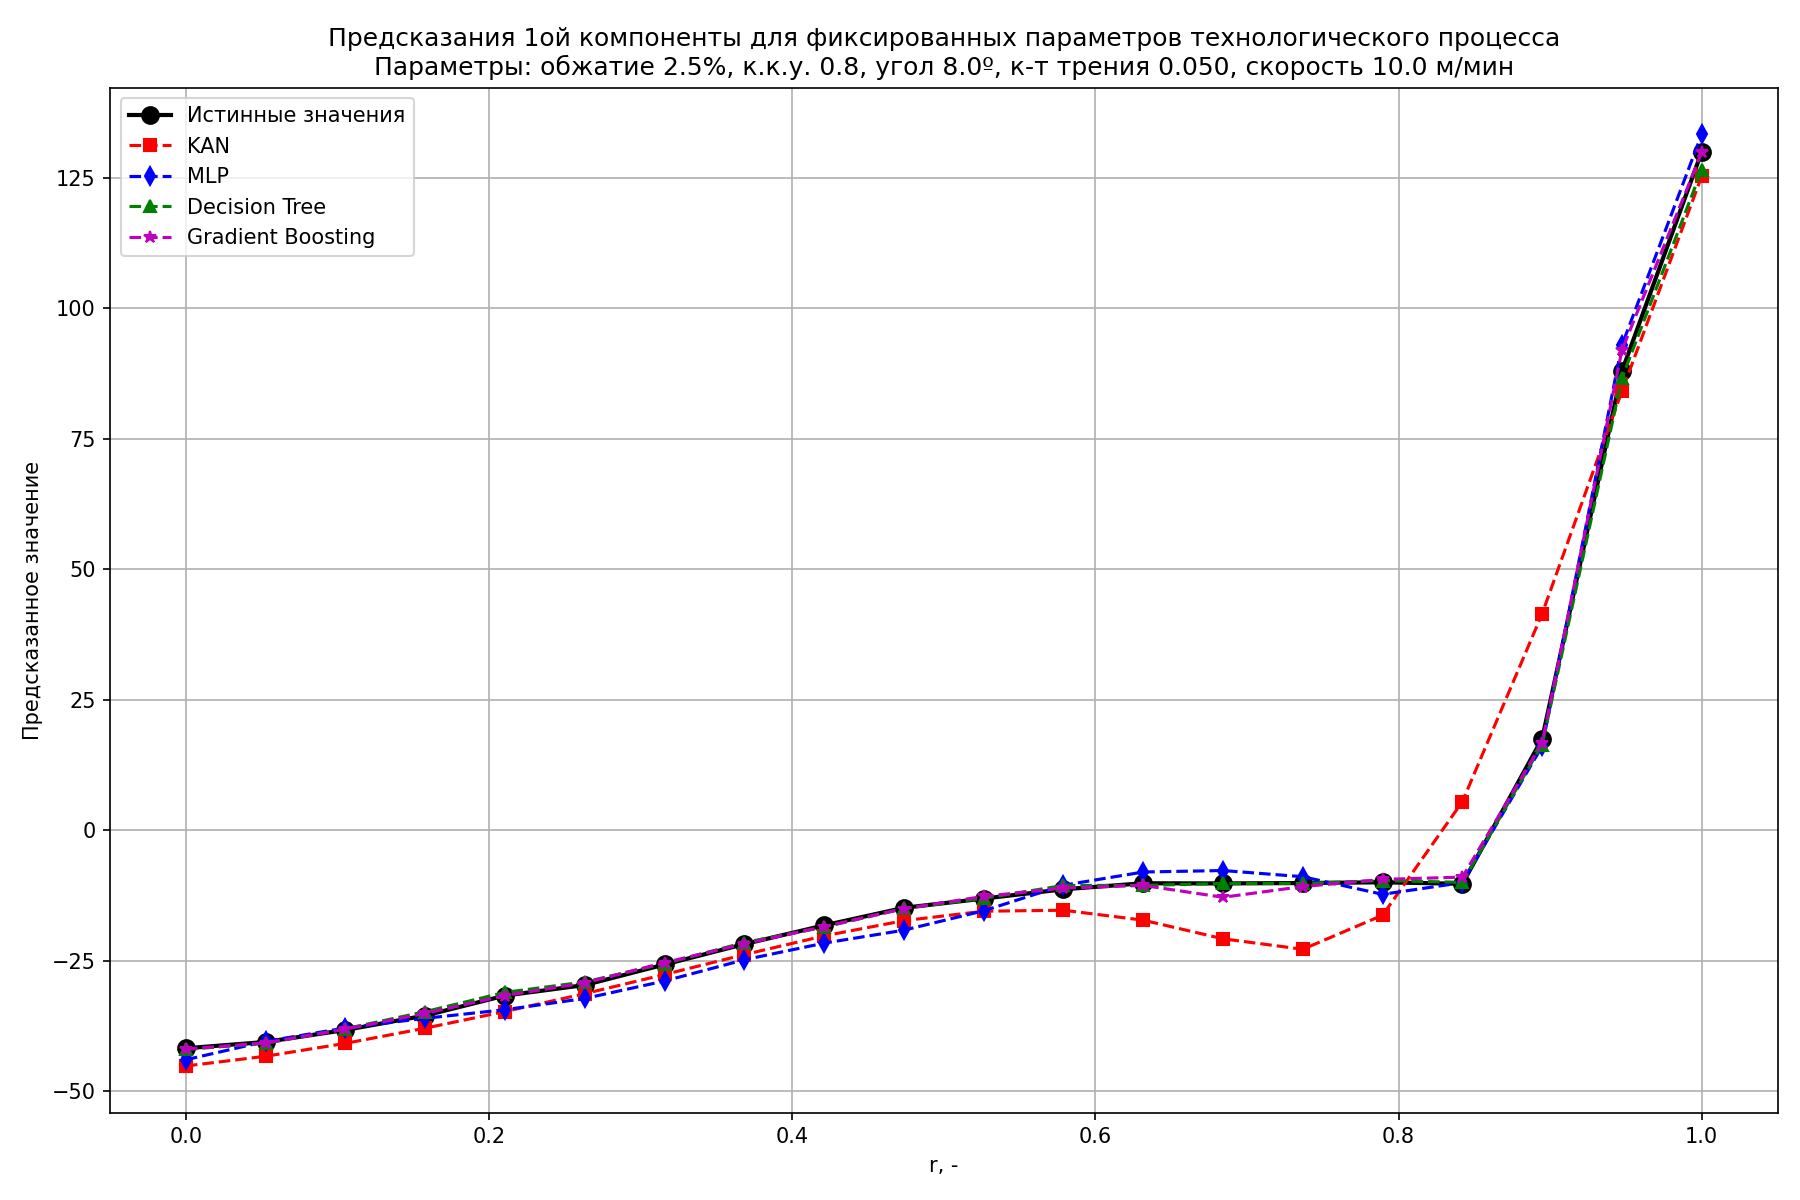 Предсказания 1ой компоненты для фиксированных параметров технологического процесса
Параметры: обжатие 2.5%, к.к.у. 0.8, угол 8.0º, к-т трения 0.050, скорость 10.0 м/мин
Истинные значения
KAN
MLP
Decision Tree
Gradient Boosting
Предсказанное значение
125
100
75
50
25
0
−25
−50
0.0
0.2
0.4
0.6
0.8
1.0
r, -